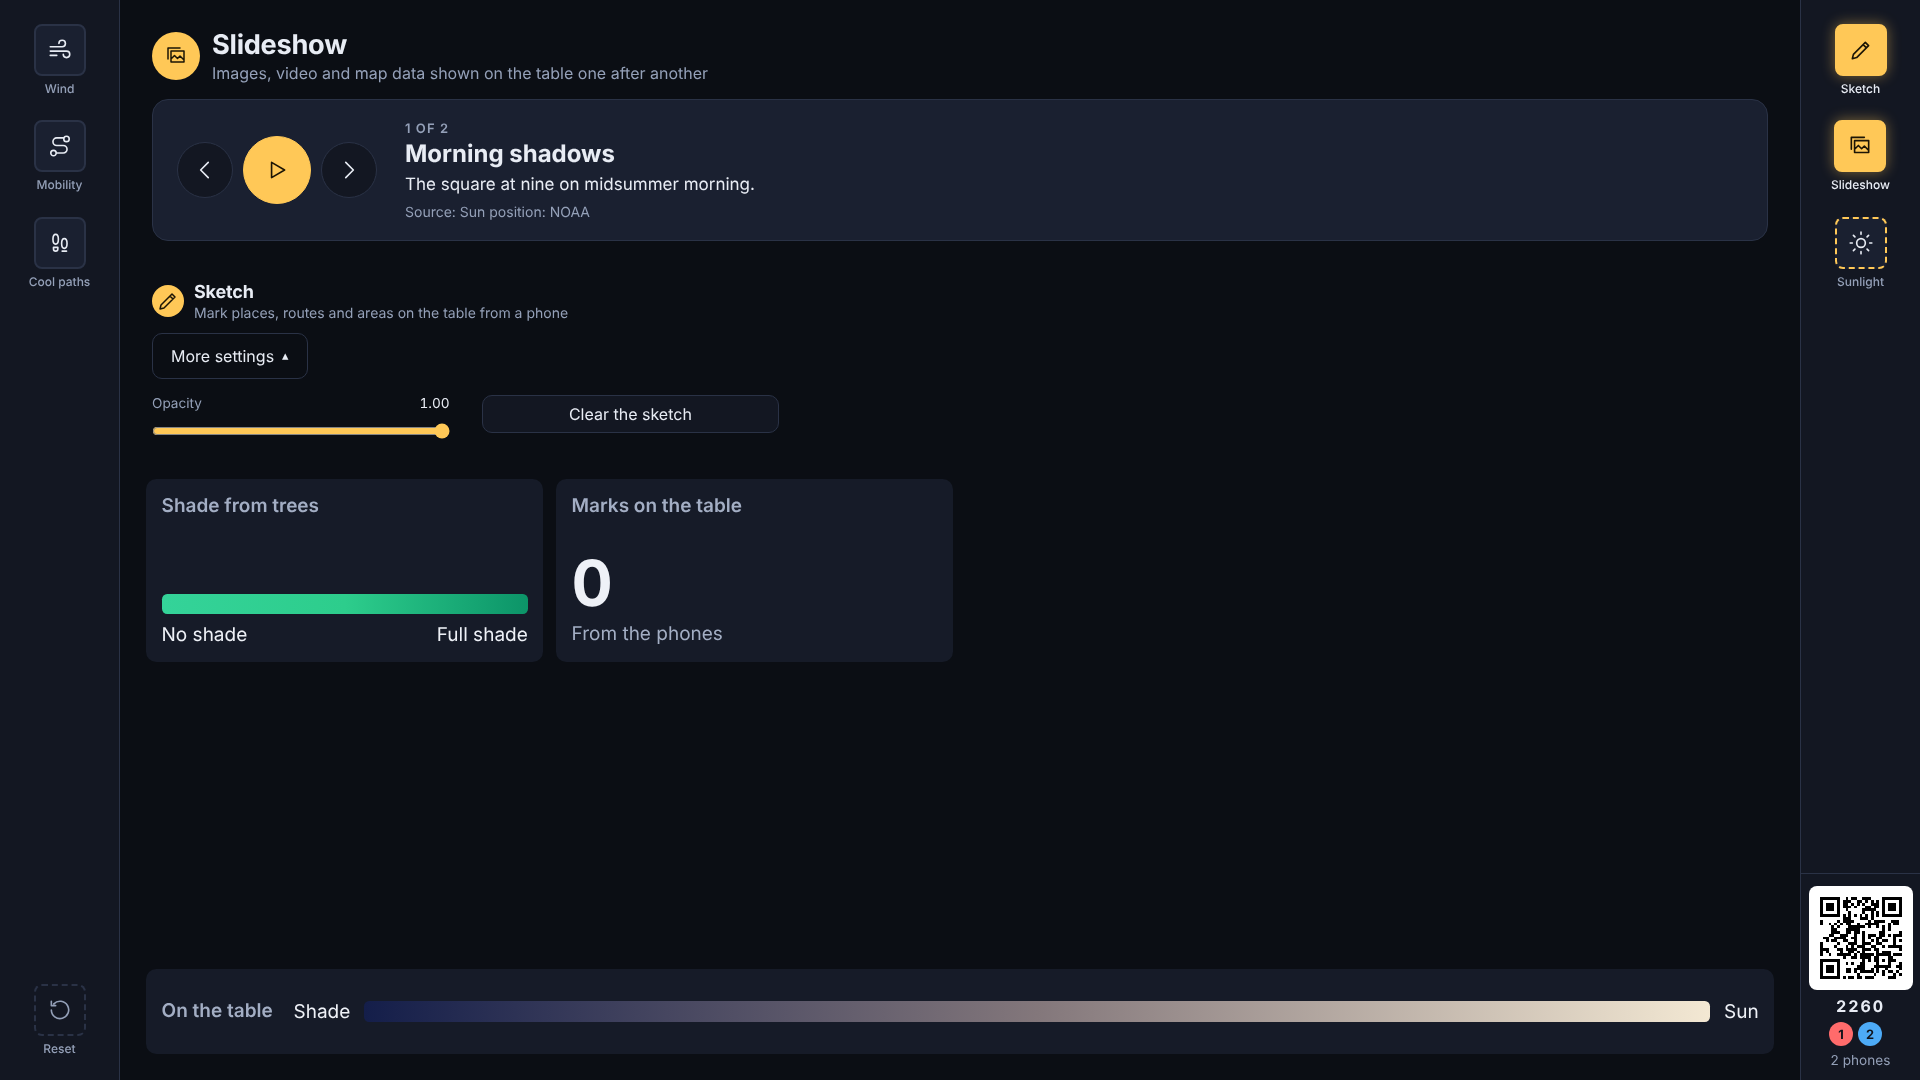 Wind
Mobility
Cool paths
Reset
Slideshow
Images, video and map data shown on the table one after another
1 OF 2
Morning shadows
The square at nine on midsummer morning.
Source: Sun position: NOAA
Sketch
Mark places, routes and areas on the table from a phone
More settings ▴
Opacity 1.00
Clear the sketch
Shade from trees
No shade Full shade
Marks on the table
0
From the phones
On the table Shade Sun
Sketch
Slideshow
Sunlight
2260
1 2
2 phones